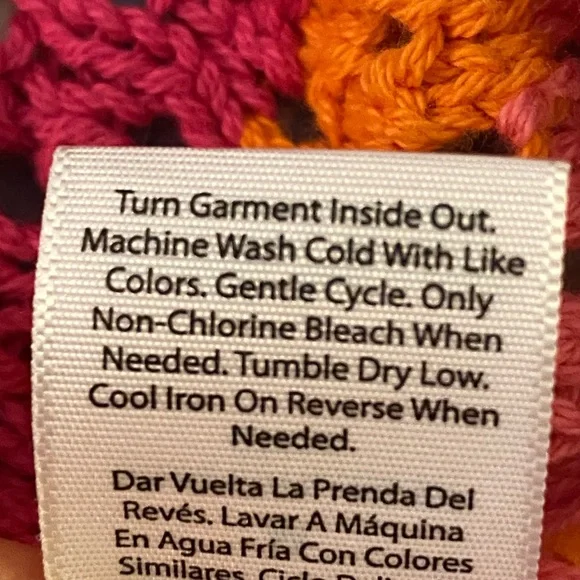 Turn Garment Inside Out.
Machine Wash Cold With Like
Colors. Gentle Cycle. Only
Non-Chlorine Bleach When
Needed. Tumble Dry Low.
Cool Iron On Reverse When
Needed.
Dar Vuelta La Prenda Del
Revés. Lavar A Máquina
En Agua Fría Con Colores
Similares. Ciclo